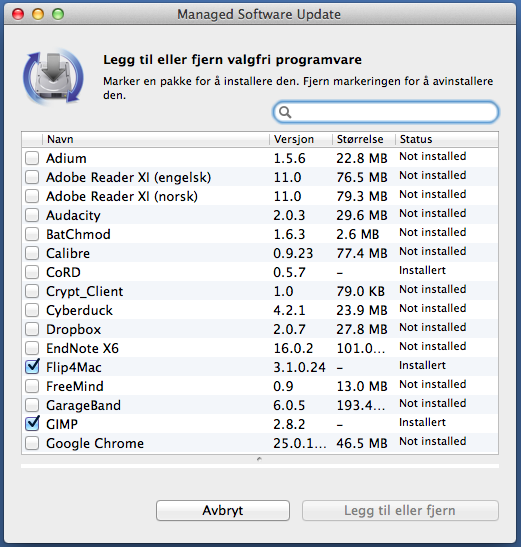 Managed Software Update
Legg til eller fjern valgfri programvare
Marker en pakke for å installere den. Fjern markeringen for å avinstallere
den.
Navn Versjon Størrelse Status
Adium 1.5.6 22.8 MB Not installed
Adobe Reader XI (engelsk) 11.0 76.5 MB Not installed
Adobe Reader XI (norsk) 11.0 79.3 MB Not installed
Audacity 2.0.3 29.6 MB Not installed
BatChmod 1.6.3 2.6 MB Not installed
Calibre 0.9.23 77.4 MB Not installed
CoRD 0.5.7 – Installert
Crypt_Client 1.0 79.0 KB Not installed
Cyberduck 4.2.1 23.9 MB Not installed
Dropbox 2.0.7 27.8 MB Not installed
EndNote X6 16.0.2 101.0... Not installed
Flip4Mac 3.1.0.24 – Installert
FreeMind 0.9 13.0 MB Not installed
GarageBand 6.0.5 193.4... Not installed
GIMP 2.8.2 – Installert
Google Chrome 25.0.1... 46.5 MB Not installed
Avbryt Legg til eller fjern